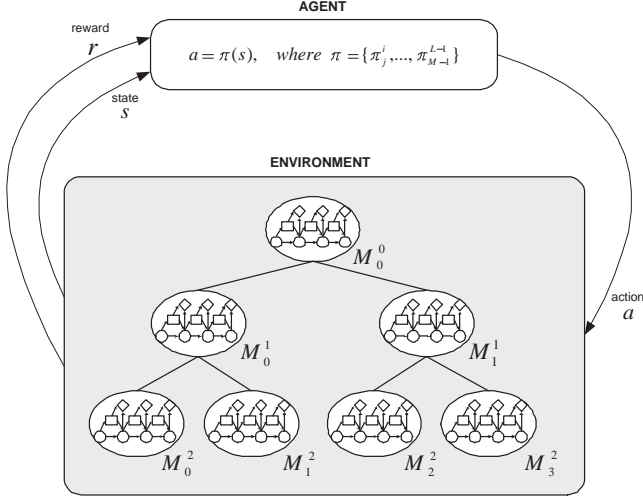 AGENT
reward
r
a = π(s), where π = {π_j^i,..., π_{M-1}^{L-1}}
state
s
ENVIRONMENT
M_0^0
action
a
M_0^1 M_1^1
M_0^2 M_1^2 M_2^2 M_3^2